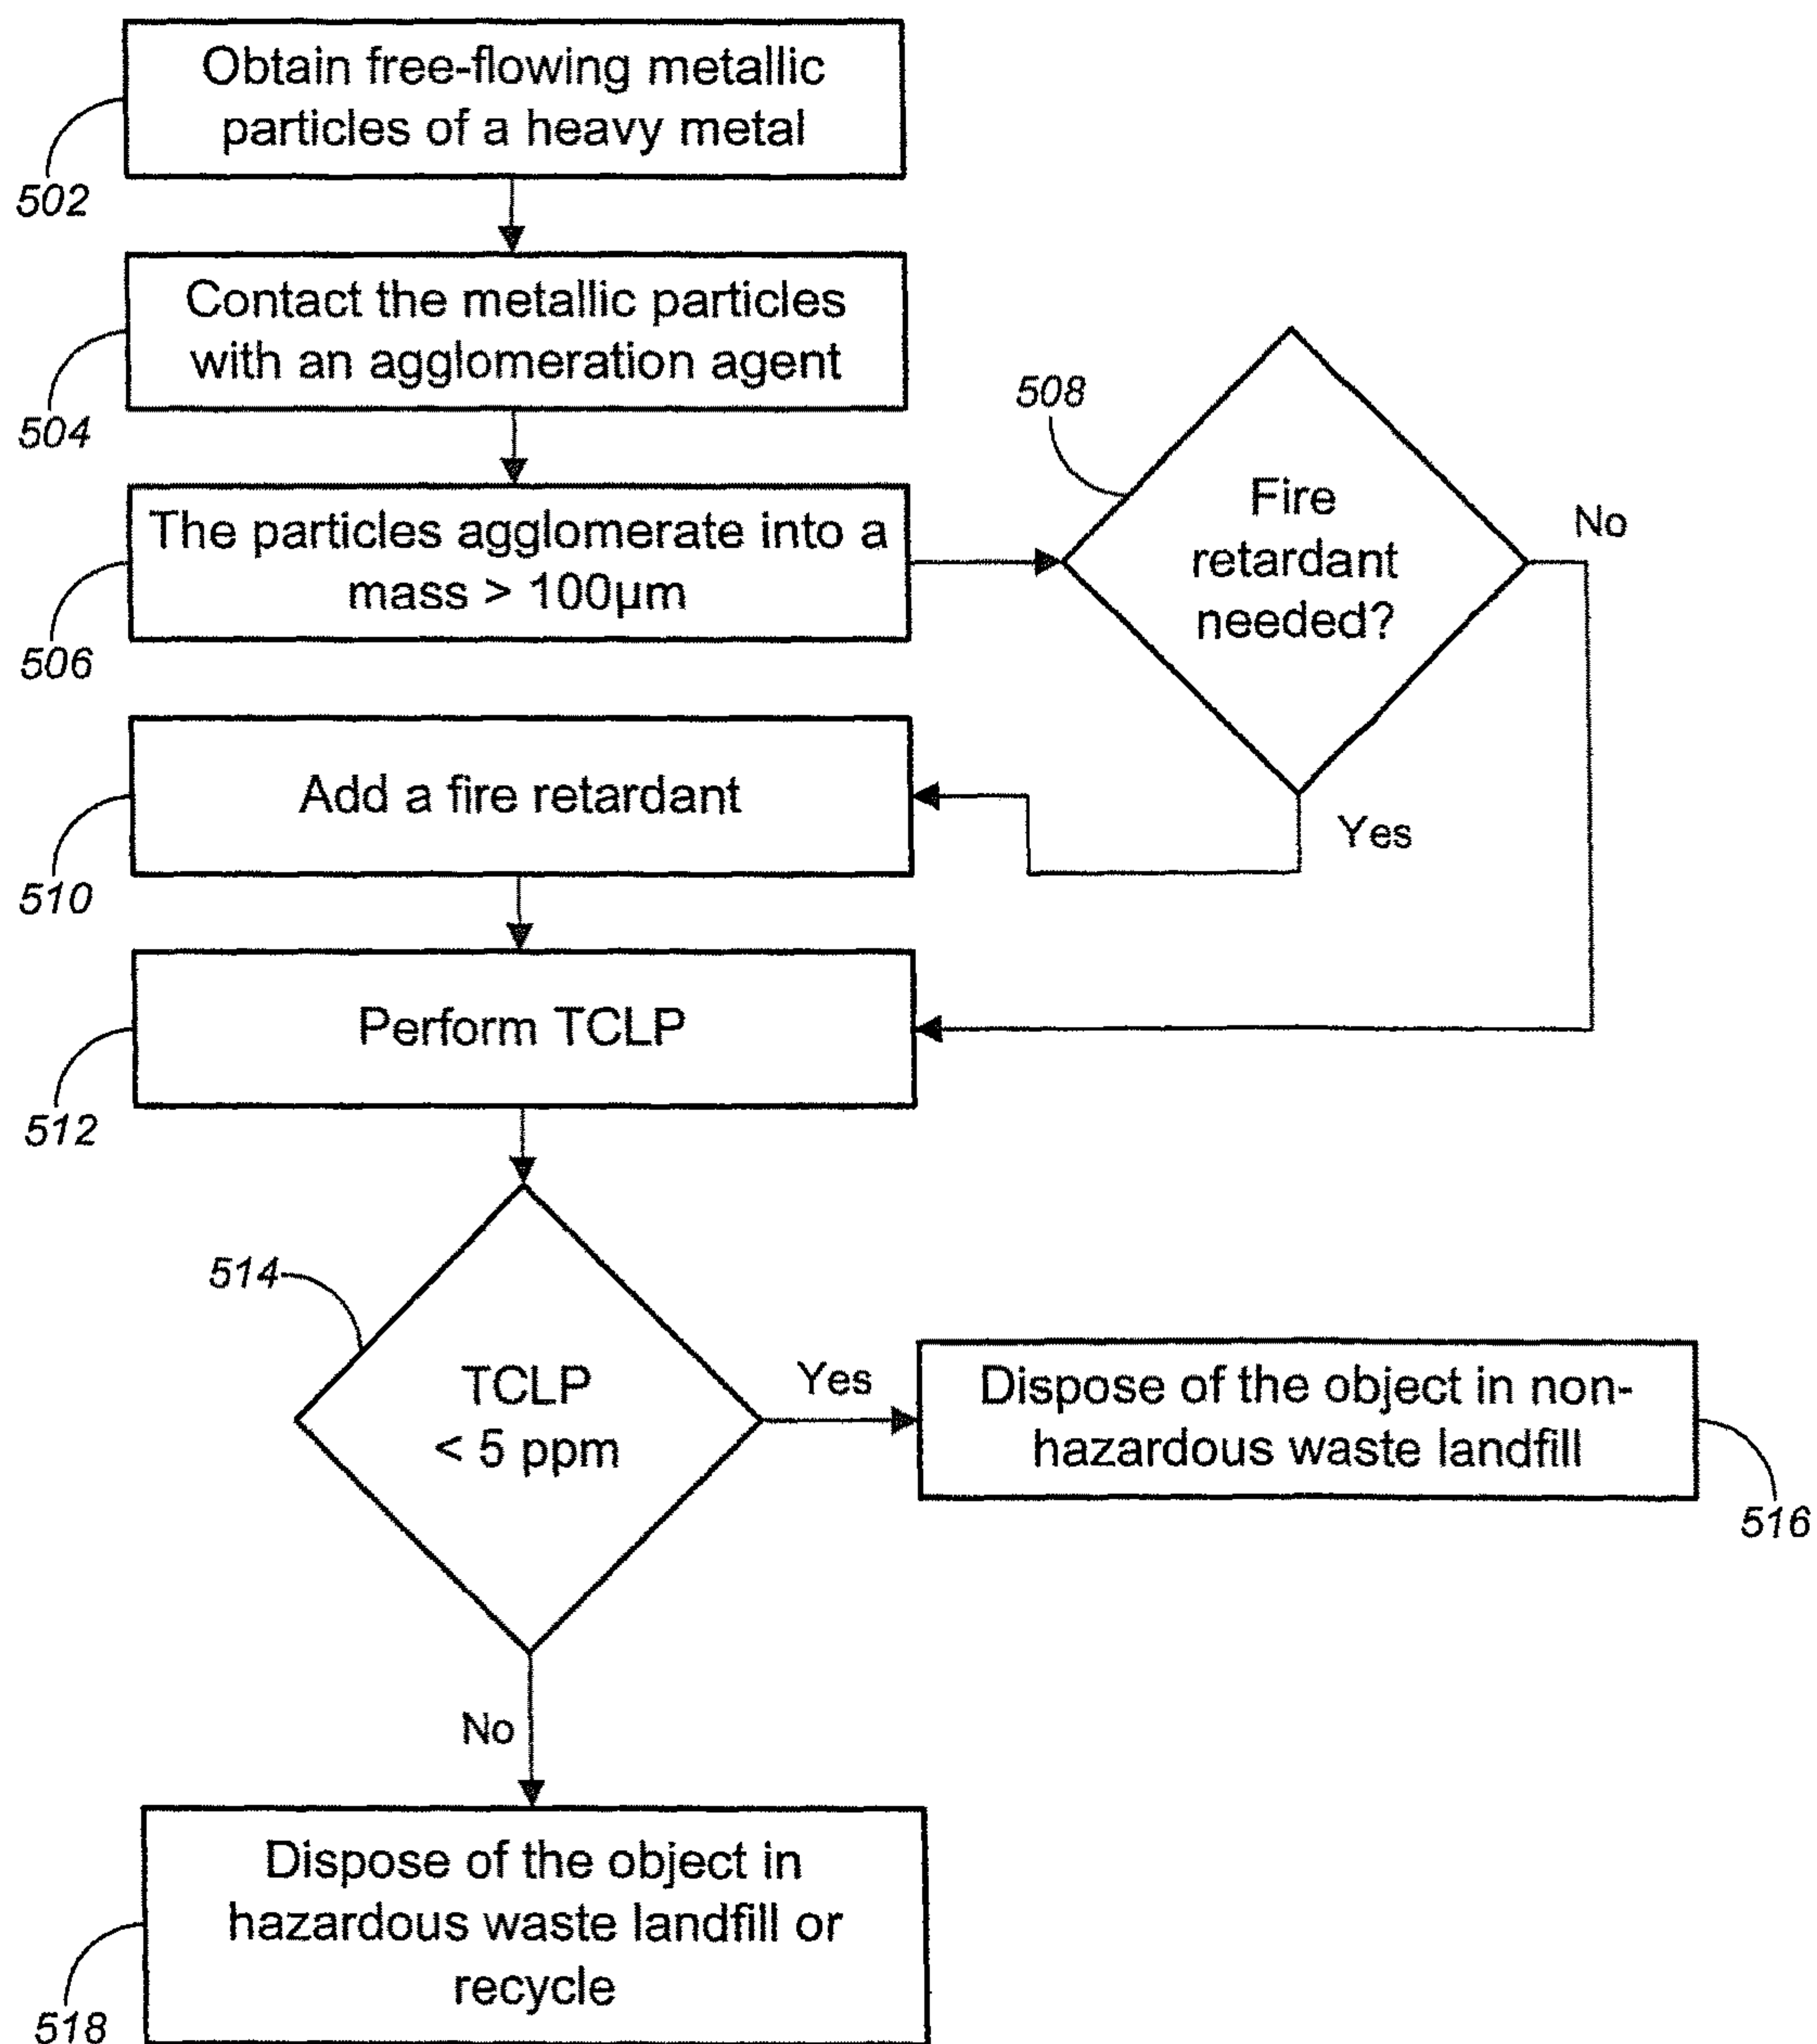 Obtain free-flowing metallic
particles of a heavy metal
502
Contact the metallic particles
with an agglomeration agent
504
The particles agglomerate into a
mass > 100µm
506
508
Fire
retardant
needed?
No
Yes
Add a fire retardant
510
Perform TCLP
512
514
TCLP
< 5 ppm
Yes
Dispose of the object in non-
hazardous waste landfill
516
No
Dispose of the object in
hazardous waste landfill or
recycle
518